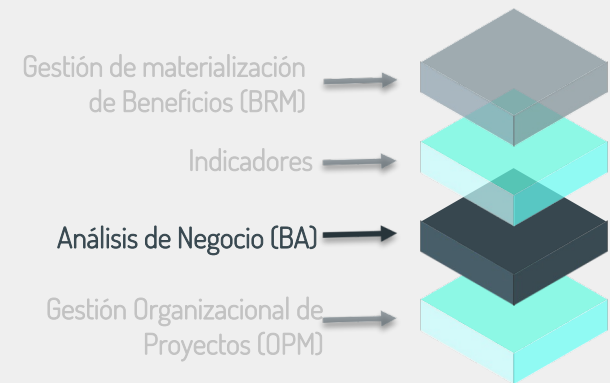 Gestión de materialización
de Beneficios (BRM)
Indicadores
Análisis de Negocio (BA)
Gestión Organizacional de
Proyectos (OPM)